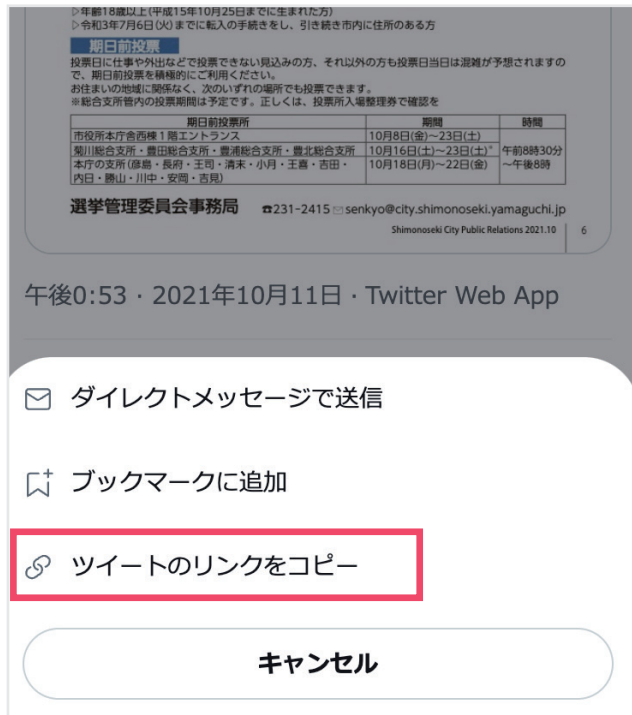 ▷年齢18歳以上(平成15年10月25日までに生まれた方)
▷令和3年7月6日(火)までに転入の手続きをし、引き続き市内に住所のある方
期日前投票
投票日に仕事や外出などで投票できない見込みの方、それ以外の方も投票日当日は混雑が予想されますの
で、期日前投票を積極的にご利用ください。
お住まいの地域に関係なく、次のいずれの場所でも投票できます。
※総合支所管内の投票期間は予定です。正しくは、投票所入場整理券で確認を
期日前投票所 期間 時間
市役所本庁舎西棟1階エントランス 10月8日(金)~23日(土)
菊川総合支所・豊田総合支所・豊浦総合支所・豊北総合支所 10月16日(土)~23日(土)* 午前8時30分
本庁の支所(彦島・長府・王司・清末・小月・王喜・吉田・ 10月18日(月)~22日(金) ~午後8時
内日・勝山・川中・安岡・吉見)
選挙管理委員会事務局 ☎231-2415 ✉senkyo@city.shimonoseki.yamaguchi.jp
Shimonoseki City Public Relations 2021.10 6
午後0:53 · 2021年10月11日 · Twitter Web App
ダイレクトメッセージで送信
ブックマークに追加
ツイートのリンクをコピー
キャンセル